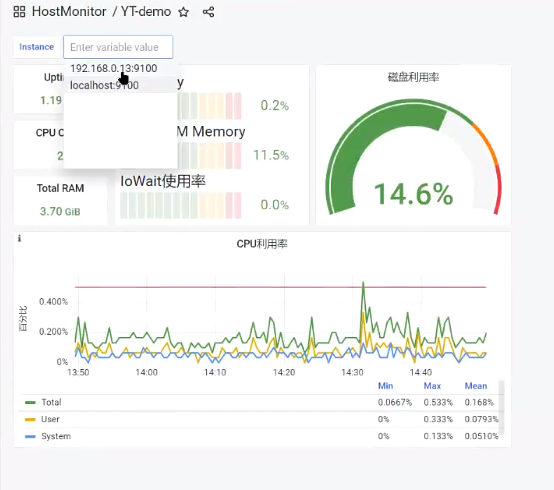 HostMonitor / YT-demo
Instance
Enter variable value
192.168.0.13:9100
localhost:9100
1.19
0.2%
CPU C
M Memory
2
11.5%
Total RAM
IoWait使用率
3.70 GiB
0.0%
磁盘利用率
14.6%
CPU利用率
百分比
0.400%
0.200%
0%
13:50 14:00 14:10 14:20 14:30 14:40
Min Max Mean
Total 0.0667% 0.533% 0.168%
User 0% 0.333% 0.0793%
System 0% 0.133% 0.0510%